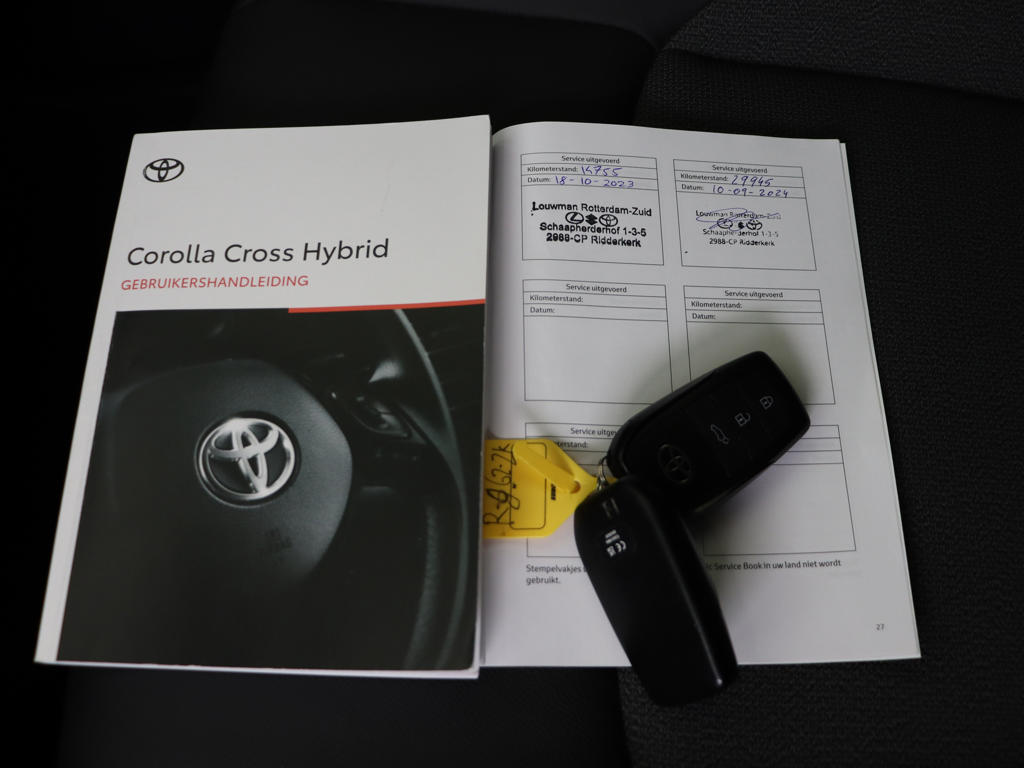 Corolla Cross Hybrid
GEBRUIKERSHANDLEIDING
Service uitgevoerd
Kilometerstand: 14755
Datum: 18-10-2023
Louwman Rotterdam-Zuid
Schaapherderhof 1-3-5
2988-CP Ridderkerk
Service uitgevoerd
Kilometerstand: 29945
Datum: 10-09-2024
Louwman Rotterdam-Zuid
Schaapherderhof 1-3-5
2988-CP Ridderkerk
Service uitgevoerd
Kilometerstand:
Datum:
Service uitgevoerd
Kilometerstand:
Datum:
Service
Stempelvakjes
Service Book in uw land niet wordt
gebruikt.
27